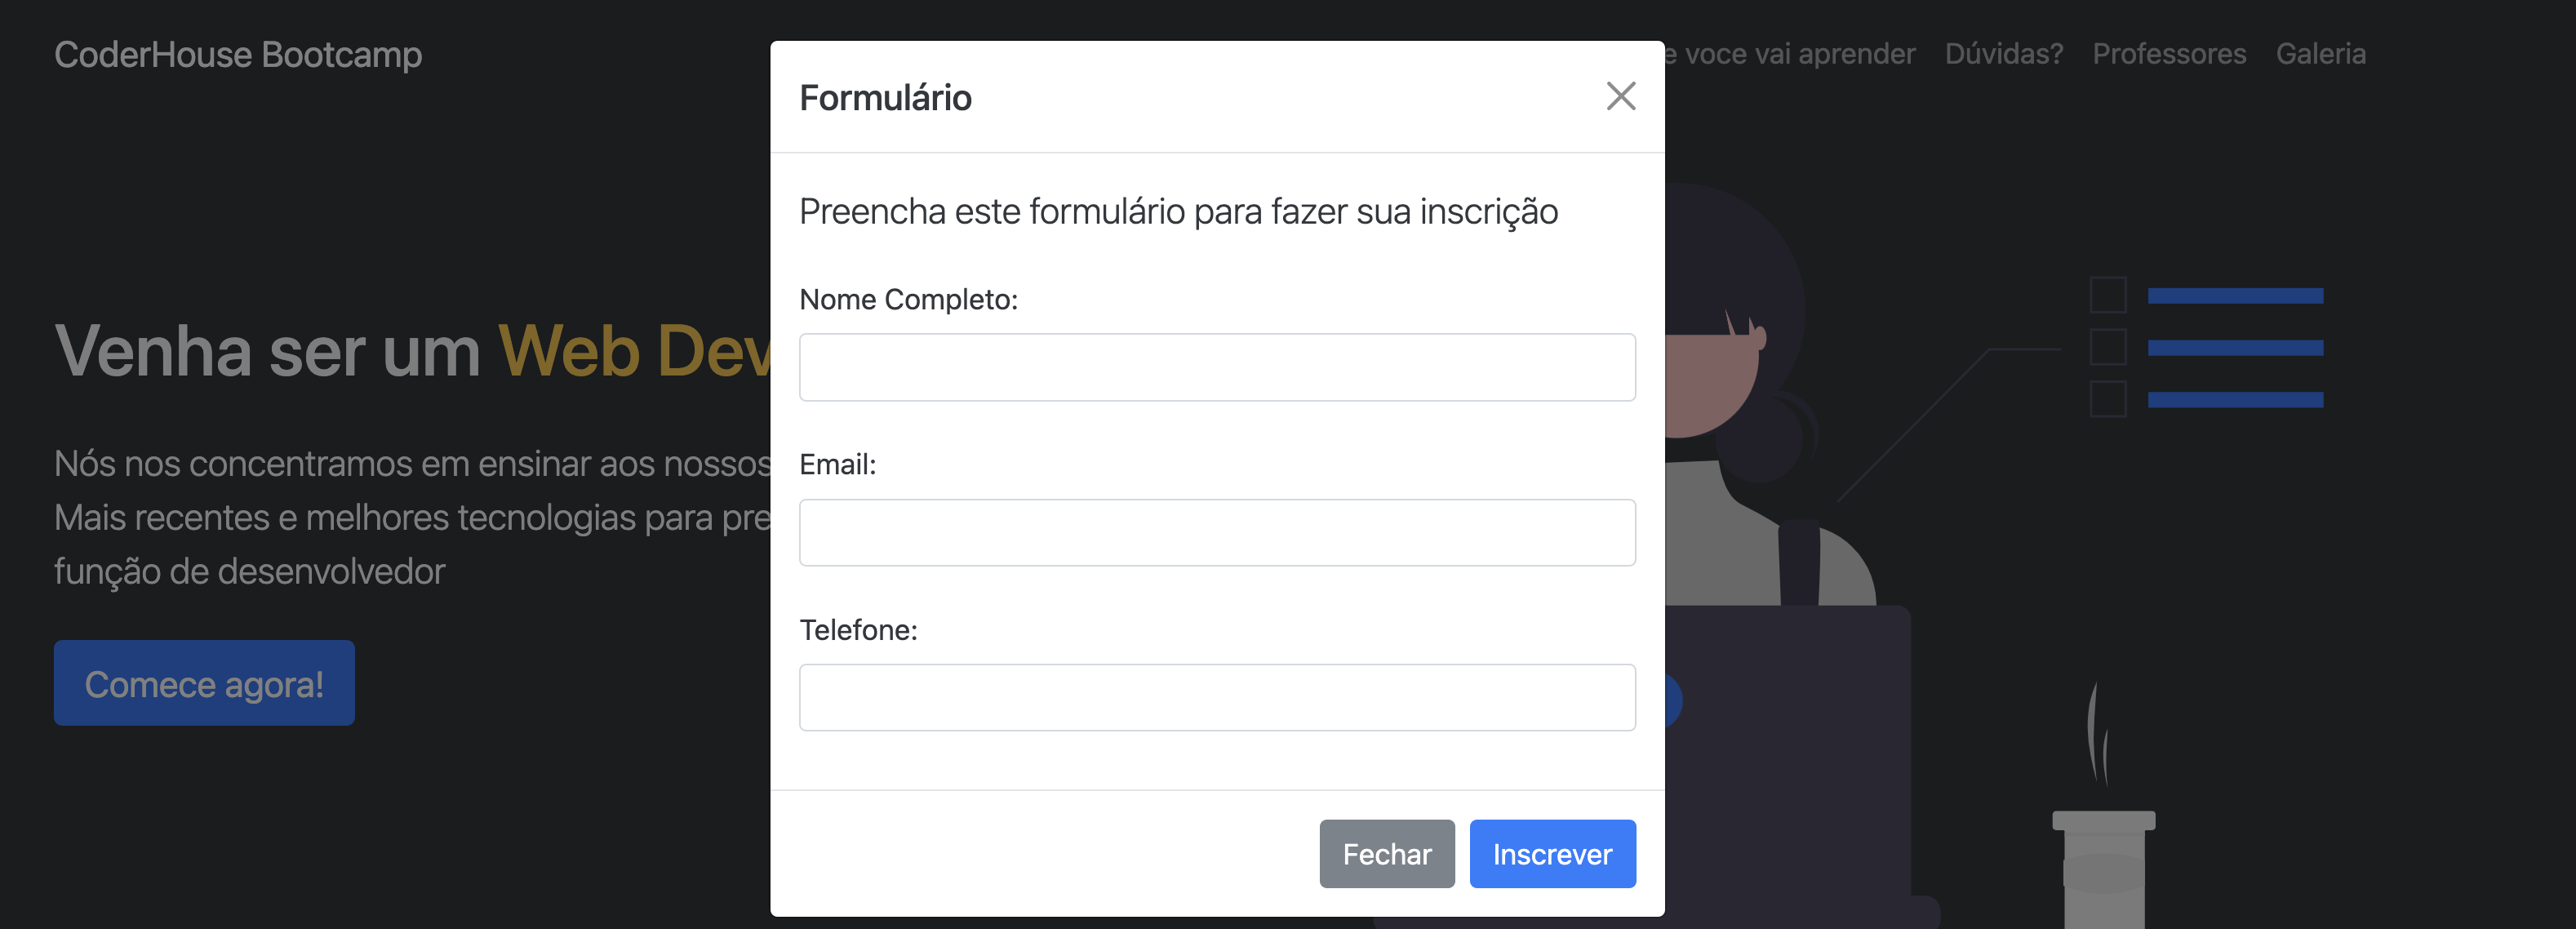 CoderHouse Bootcamp
voce vai aprender Dúvidas? Professores Galeria
Formulário
Preencha este formulário para fazer sua inscrição
Nome Completo:
Email:
Telefone:
Fechar Inscrever
Venha ser um Web Dev
Nós nos concentramos em ensinar aos nossos
Mais recentes e melhores tecnologias para pre
função de desenvolvedor
Comece agora!